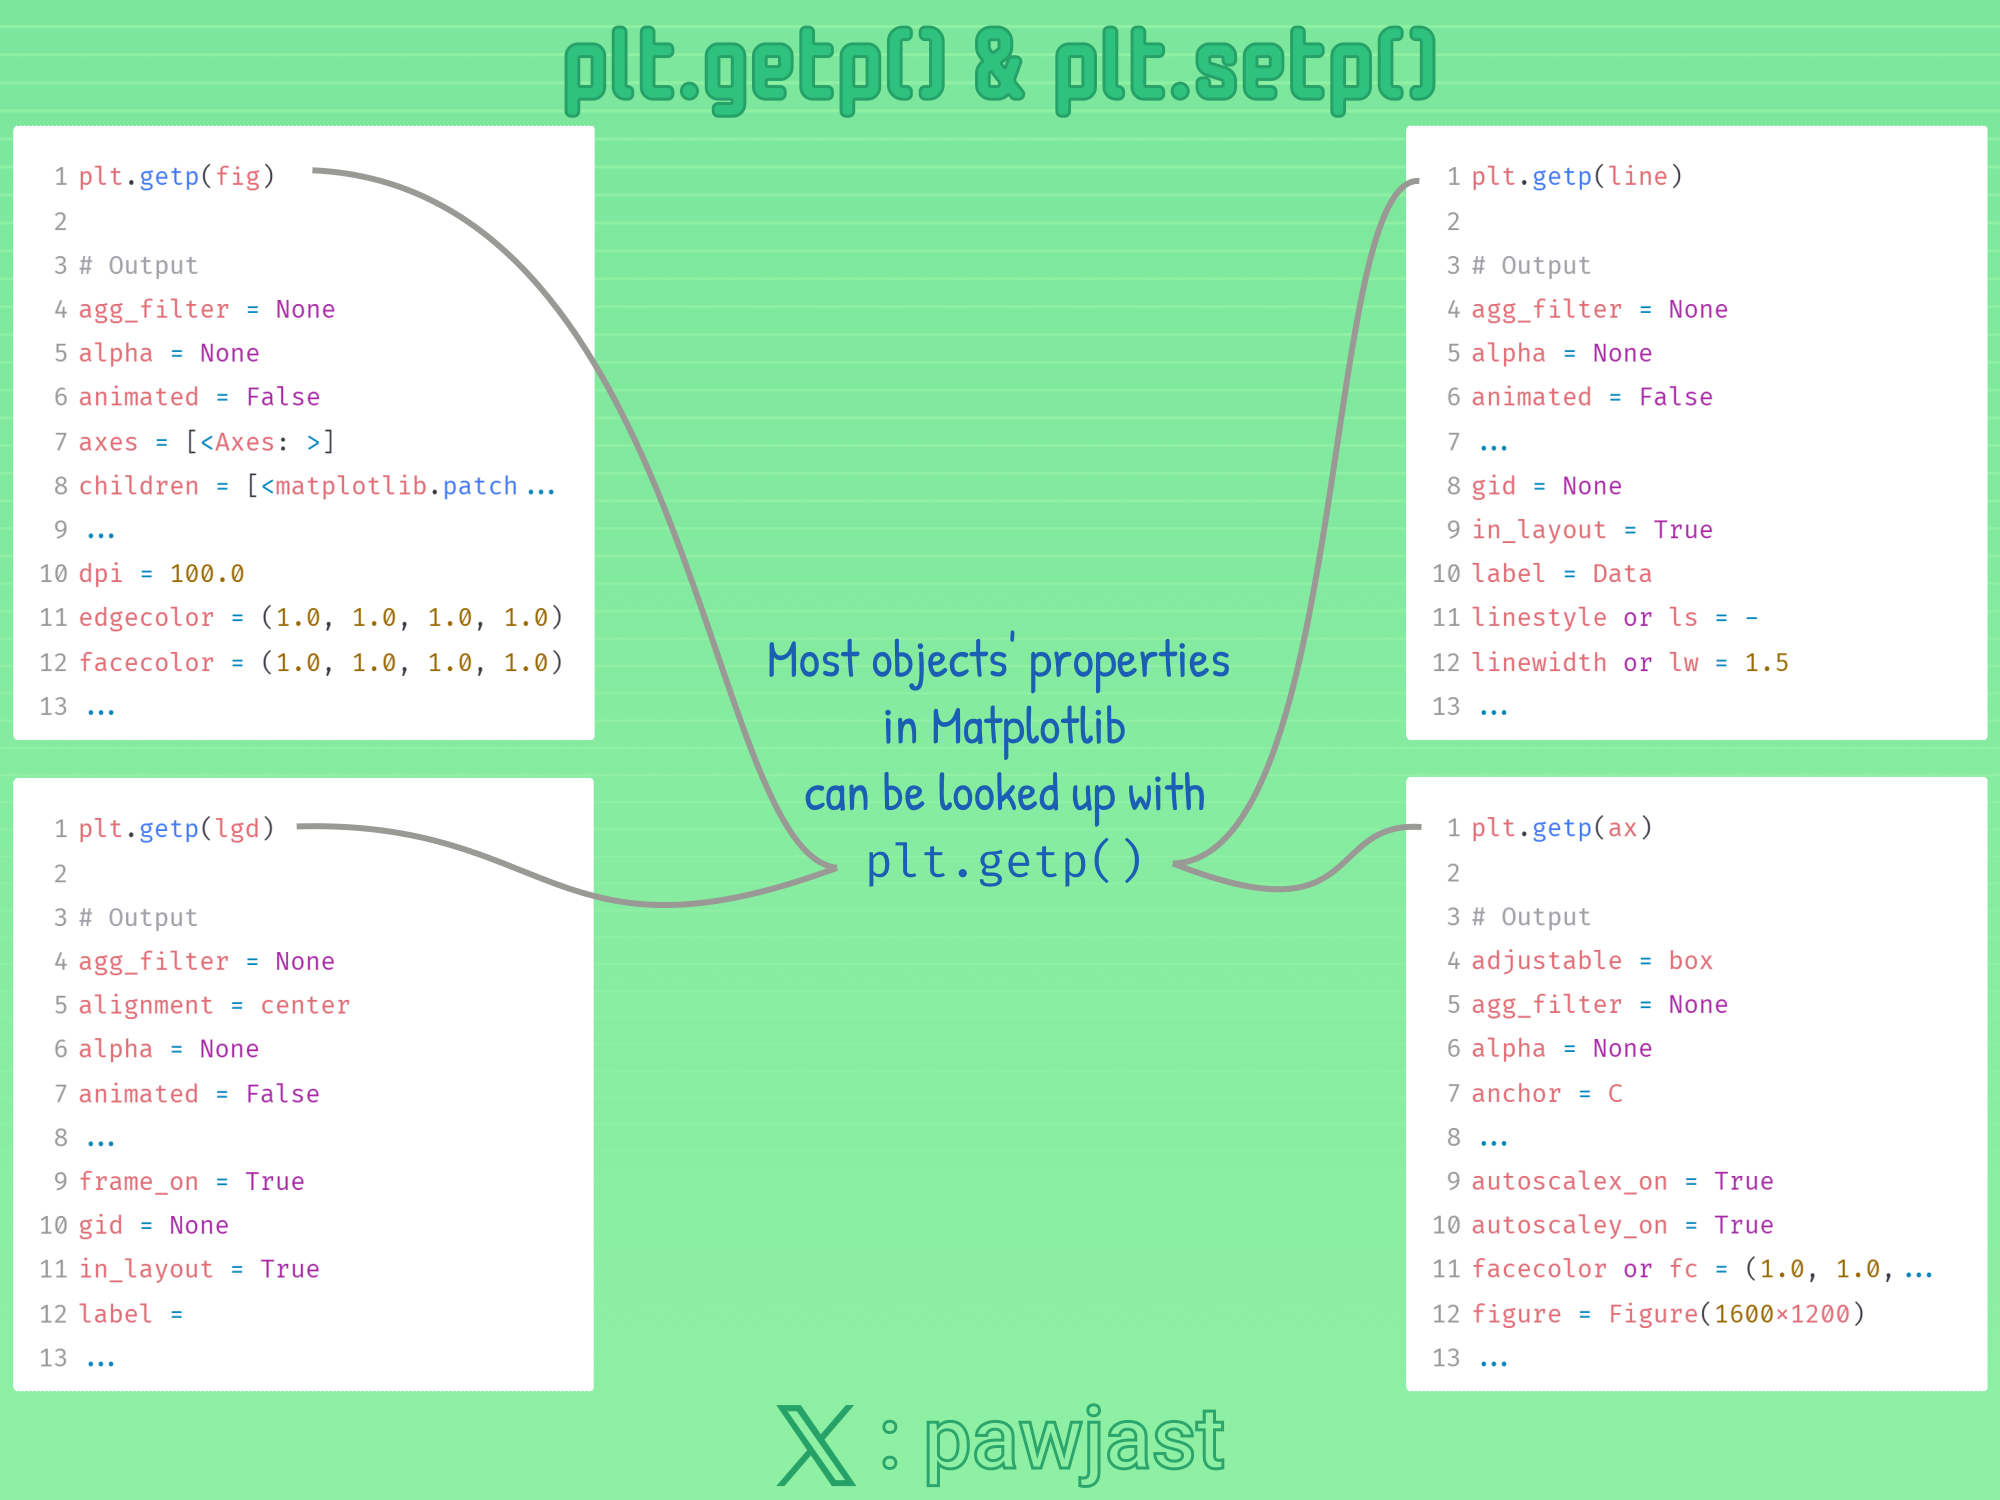 plt.getp() & plt.setp()
1 plt.getp(fig)
2
3 # Output
4 agg_filter = None
5 alpha = None
6 animated = False
7 axes = [<Axes: >]
8 children = [<matplotlib.patch ...
9 ...
10 dpi = 100.0
11 edgecolor = (1.0, 1.0, 1.0, 1.0)
12 facecolor = (1.0, 1.0, 1.0, 1.0)
13 ...
1 plt.getp(line)
2
3 # Output
4 agg_filter = None
5 alpha = None
6 animated = False
7 ...
8 gid = None
9 in_layout = True
10 label = Data
11 linestyle or ls = -
12 linewidth or lw = 1.5
13 ...
Most objects' properties
in Matplotlib
can be looked up with
plt.getp()
1 plt.getp(lgd)
2
3 # Output
4 agg_filter = None
5 alignment = center
6 alpha = None
7 animated = False
8 ...
9 frame_on = True
10 gid = None
11 in_layout = True
12 label =
13 ...
1 plt.getp(ax)
2
3 # Output
4 adjustable = box
5 agg_filter = None
6 alpha = None
7 anchor = C
8 ...
9 autoscalex_on = True
10 autoscaley_on = True
11 facecolor or fc = (1.0, 1.0, ...
12 figure = Figure(1600×1200)
13 ...
X : pawjast